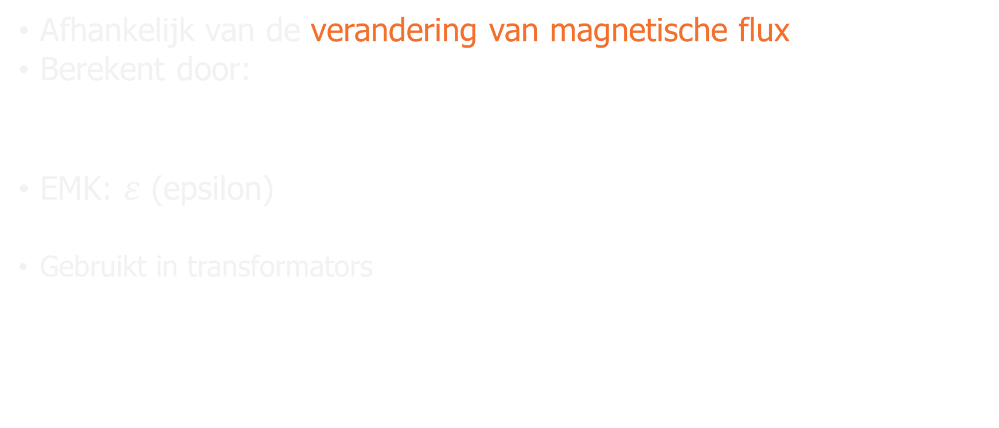 • Afhankelijk van de verandering van magnetische flux
• Berekent door:
• EMK: 𝜀 (epsilon)
• Gebruikt in transformators